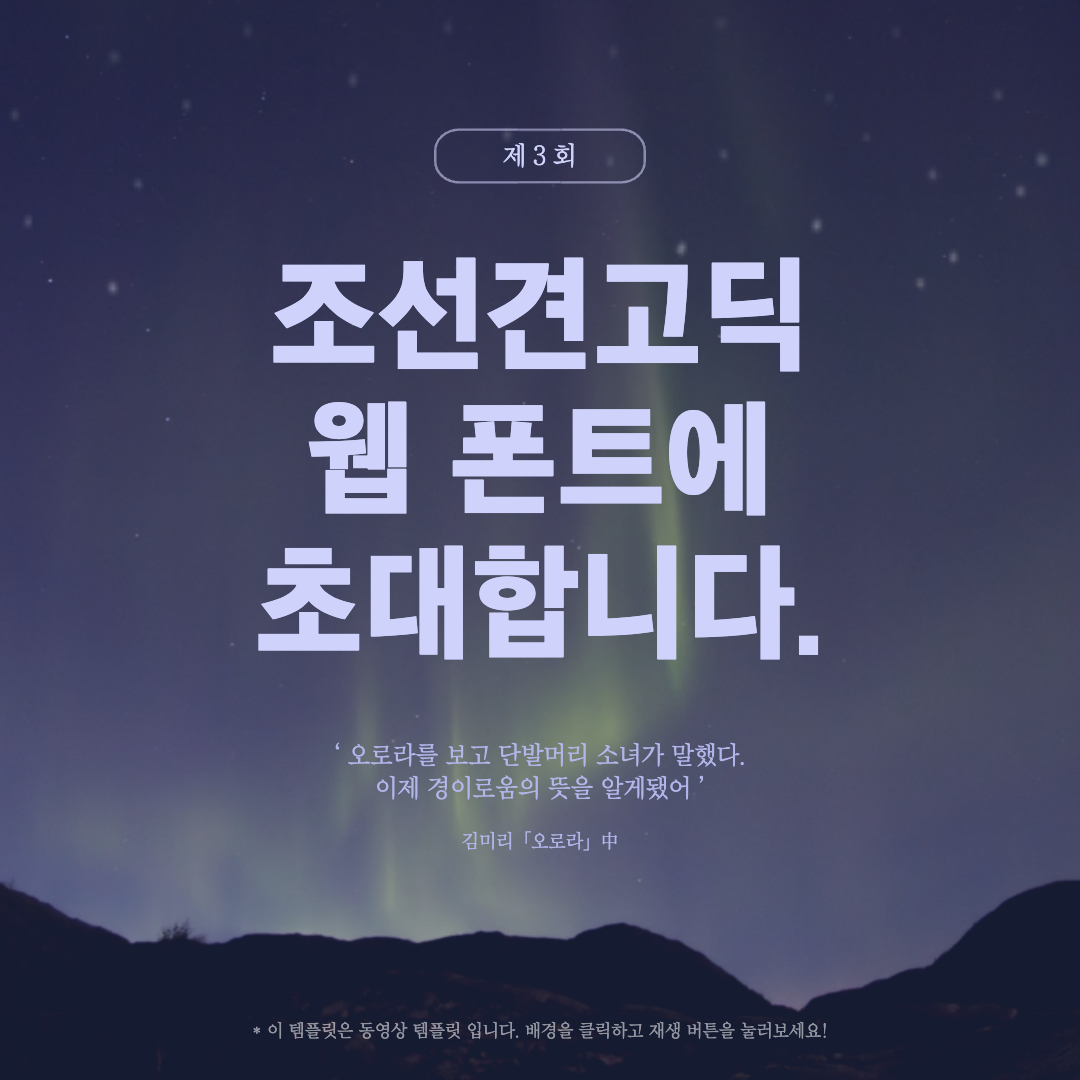 제 3 회
조선견고딕
웹 폰트에
초대합니다.
‘ 오로라를 보고 단발머리 소녀가 말했다.
이제 경이로움의 뜻을 알게됐어 ’
김미리「오로라」中
* 이 템플릿은 동영상 템플릿 입니다. 배경을 클릭하고 재생 버튼을 눌러보세요!